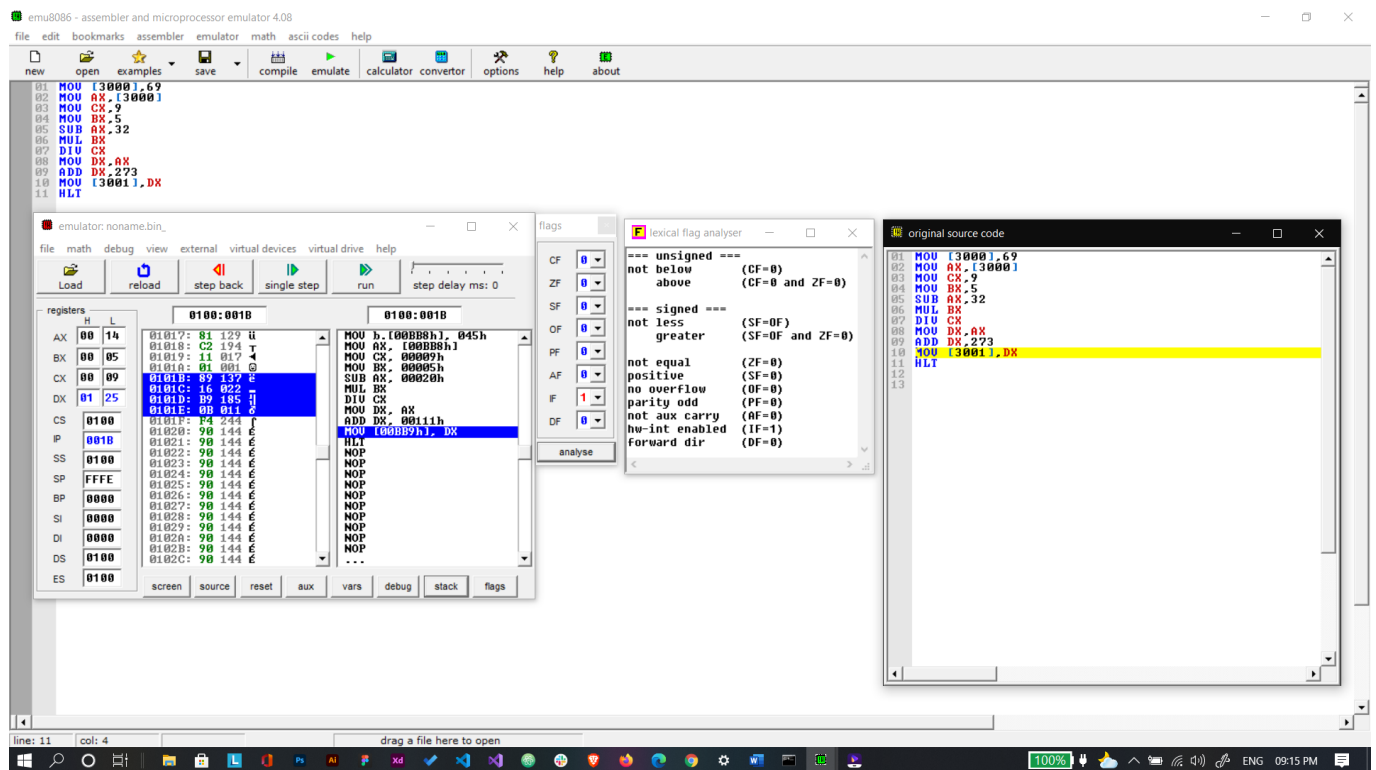 emu8086 - assembler and microprocessor emulator 4.08
file edit bookmarks assembler emulator math ascii codes help
new open examples save compile emulate calculator convertor options help about
01 MOV [3000],69
02 MOV AX,[3000]
03 MOV CX,9
04 MOV BX,5
05 SUB AX,32
06 MUL BX
07 DIV CX
08 MOV DX,AX
09 ADD DX,273
10 MOV [3001],DX
11 HLT
emulator: noname.bin_
file math debug view external virtual devices virtual drive help
Load reload step back single step run step delay ms: 0
registers
H L
AX 00 14
BX 00 05
CX 00 09
DX 01 25
CS 0100
IP 001B
SS 0100
SP FFFE
BP 0000
SI 0000
DI 0000
DS 0100
ES 0100
0100:001B
01017: 81 129 ü
01018: C2 194 ┬
01019: 11 017 ◄
0101A: 01 001 ☺
0101B: 89 137 ë
0101C: 16 022 ▬
0101D: B9 185 ╣
0101E: 0B 011 ♂
0101F: F4 244 ⌠
01020: 90 144 É
01021: 90 144 É
01022: 90 144 É
01023: 90 144 É
01024: 90 144 É
01025: 90 144 É
01026: 90 144 É
01027: 90 144 É
01028: 90 144 É
01029: 90 144 É
0102A: 90 144 É
0102B: 90 144 É
0102C: 90 144 É
0100:001B
MOV b.[00BB8h], 045h
MOV AX, [00BB8h]
MOV CX, 00009h
MOV BX, 00005h
SUB AX, 00020h
MUL BX
DIV CX
MOV DX, AX
ADD DX, 00111h
MOV [00BB9h], DX
HLT
NOP
NOP
NOP
NOP
NOP
NOP
NOP
NOP
NOP
NOP
...
screen source reset aux vars debug stack flags
flags
CF 0
ZF 0
SF 0
OF 0
PF 0
AF 0
IF 1
DF 0
analyse
F lexical flag analyser
=== unsigned ===
not below (CF=0)
above (CF=0 and ZF=0)
=== signed ===
not less (SF=OF)
greater (SF=OF and ZF=0)
not equal (ZF=0)
positive (SF=0)
no overflow (OF=0)
parity odd (PF=0)
not aux carry (AF=0)
hw-int enabled (IF=1)
forward dir (DF=0)
original source code
01 MOV [3000],69
02 MOV AX,[3000]
03 MOV CX,9
04 MOV BX,5
05 SUB AX,32
06 MUL BX
07 DIV CX
08 MOV DX,AX
09 ADD DX,273
10 MOV [3001],DX
11 HLT
12
13
line: 11 col: 4 drag a file here to open
L Ps Ai Xd W 100% ENG 09:15 PM